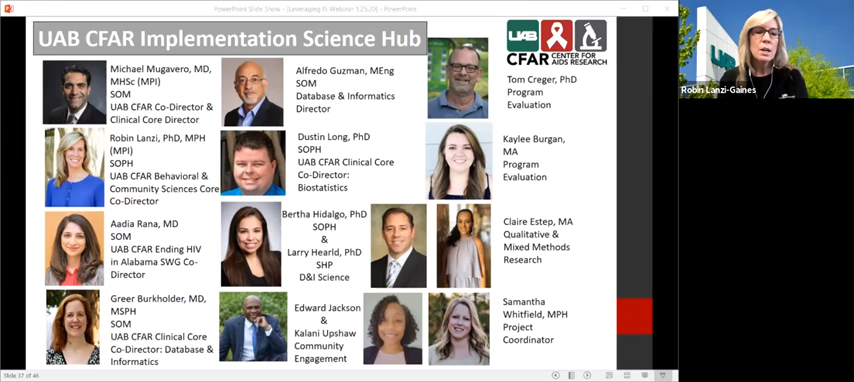 PowerPoint Slide Show - [Leveraging IS Webinar 1.25.20] - PowerPoint
UAB CFAR Implementation Science Hub
UAB
CFAR
CENTER FOR
AIDS RESEARCH
Michael Mugavero, MD,
MHSc (MPI)
SOM
UAB CFAR Co-Director &
Clinical Core Director
Alfredo Guzman, MEng
SOM
Database & Informatics
Director
Tom Creger, PhD
Program
Evaluation
Robin Lanzi, PhD, MPH
(MPI)
SOPH
UAB CFAR Behavioral &
Community Sciences Core
Co-Director
Dustin Long, PhD
SOPH
UAB CFAR Clinical Core
Co-Director:
Biostatistics
Kaylee Burgan,
MA
Program
Evaluation
Aadia Rana, MD
SOM
UAB CFAR Ending HIV
in Alabama SWG Co-
Director
Bertha Hidalgo, PhD
SOPH
&
Larry Hearld, PhD
SHP
D&I Science
Claire Estep, MA
Qualitative &
Mixed Methods
Research
Greer Burkholder, MD,
MSPH
SOM
UAB CFAR Clinical Core
Co-Director: Database &
Informatics
Edward Jackson
&
Kalani Upshaw
Community
Engagement
Samantha
Whitfield, MPH
Project
Coordinator
Slide 37 of 46
UAB
Robin Lanzi-Gaines